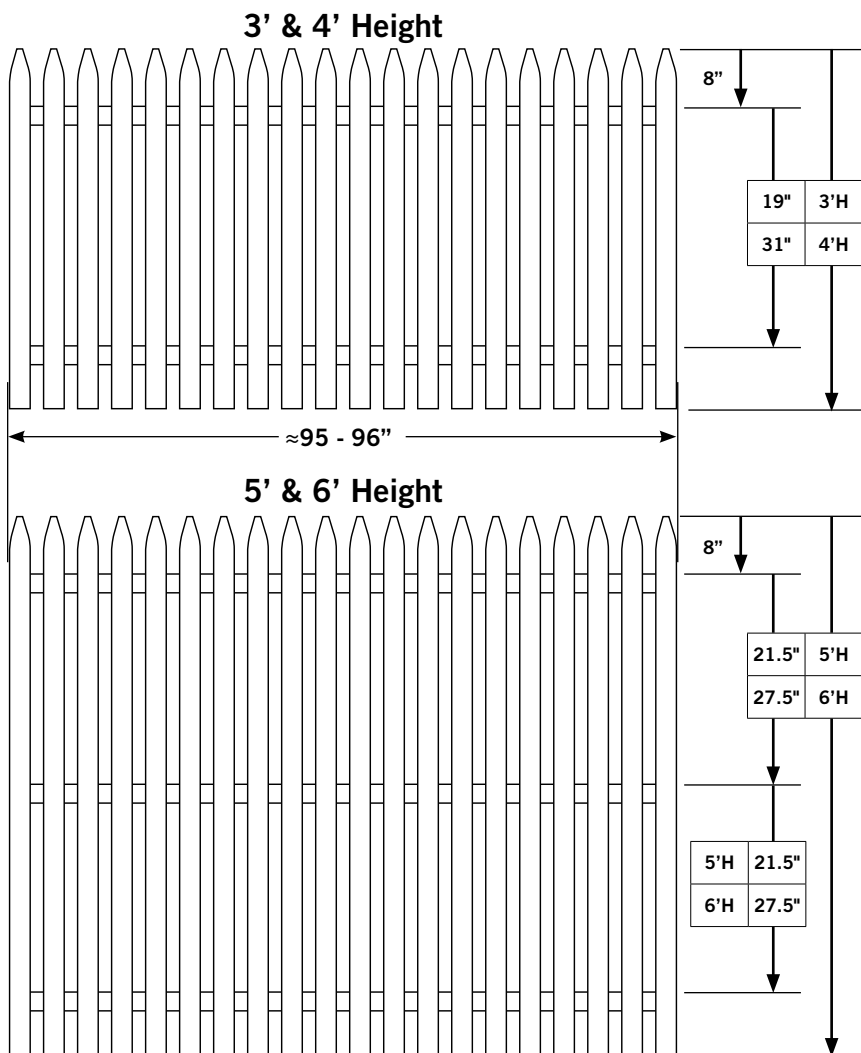 3’ & 4’ Height
8”
19" 3’H
31" 4’H
≈95 - 96”
5’ & 6’ Height
8”
21.5" 5’H
27.5" 6’H
5’H 21.5"
6’H 27.5"